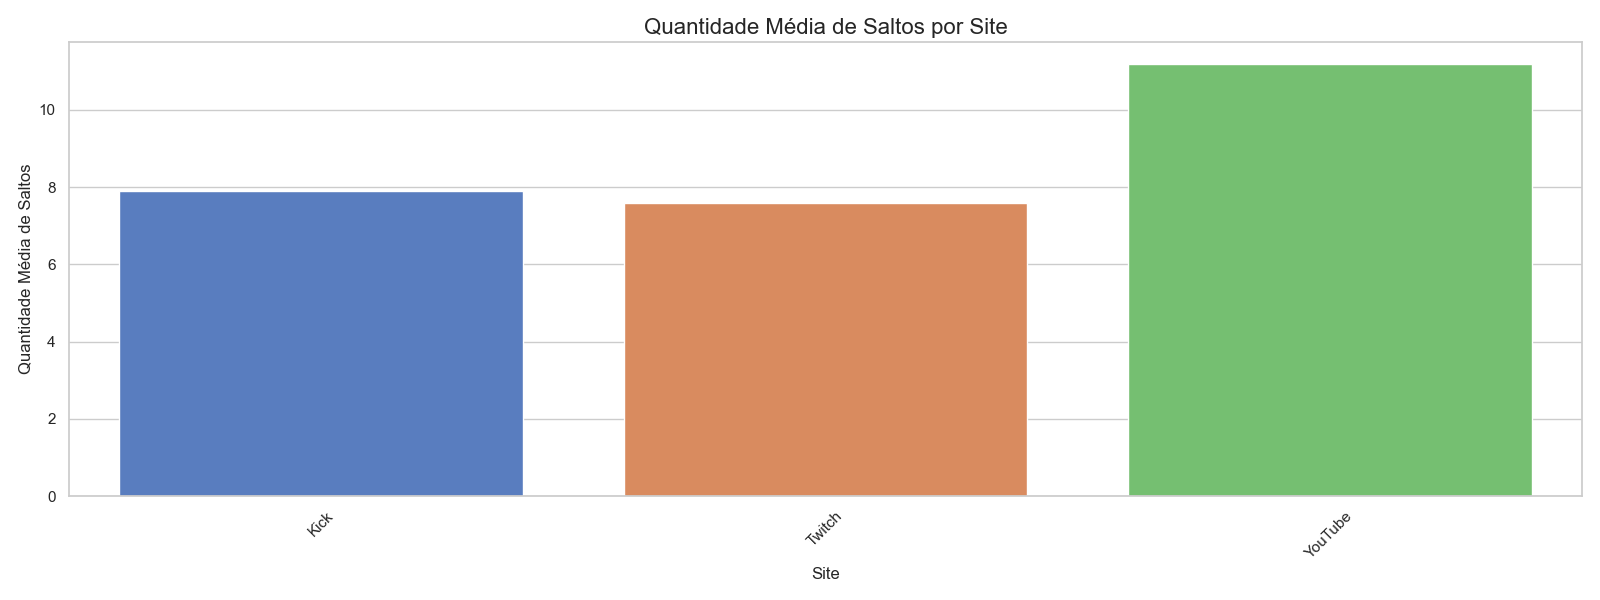 Quantidade Média de Saltos por Site
Quantidade Média de Saltos
10
8
6
4
2
0
Kick
Twitch
YouTube
Site